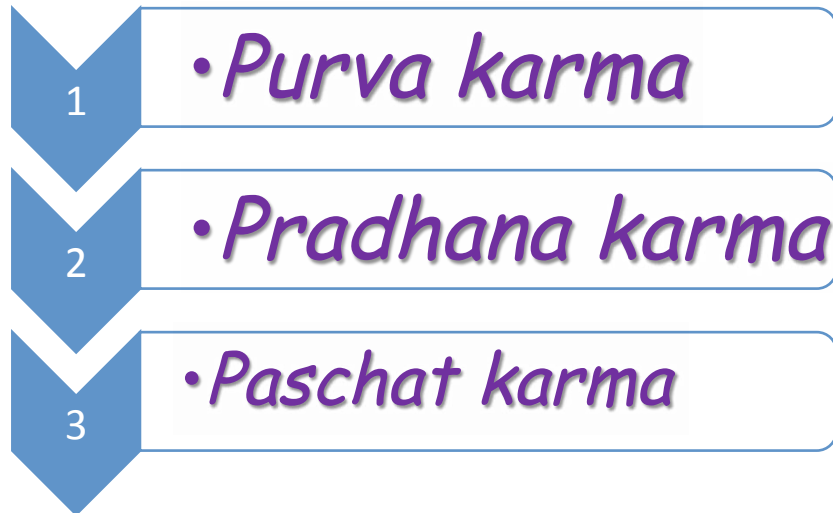 1
•Purva karma
2
•Pradhana karma
3
•Paschat karma